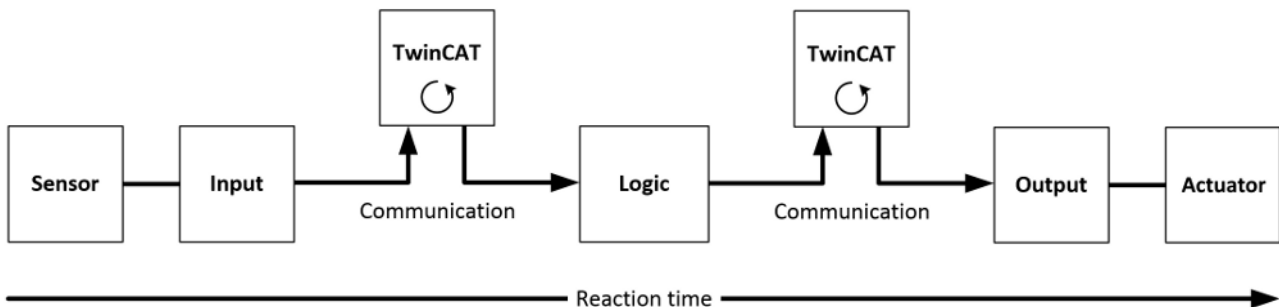 TwinCAT
TwinCAT
Sensor
Input
Communication
Logic
Communication
Output
Actuator
Reaction time